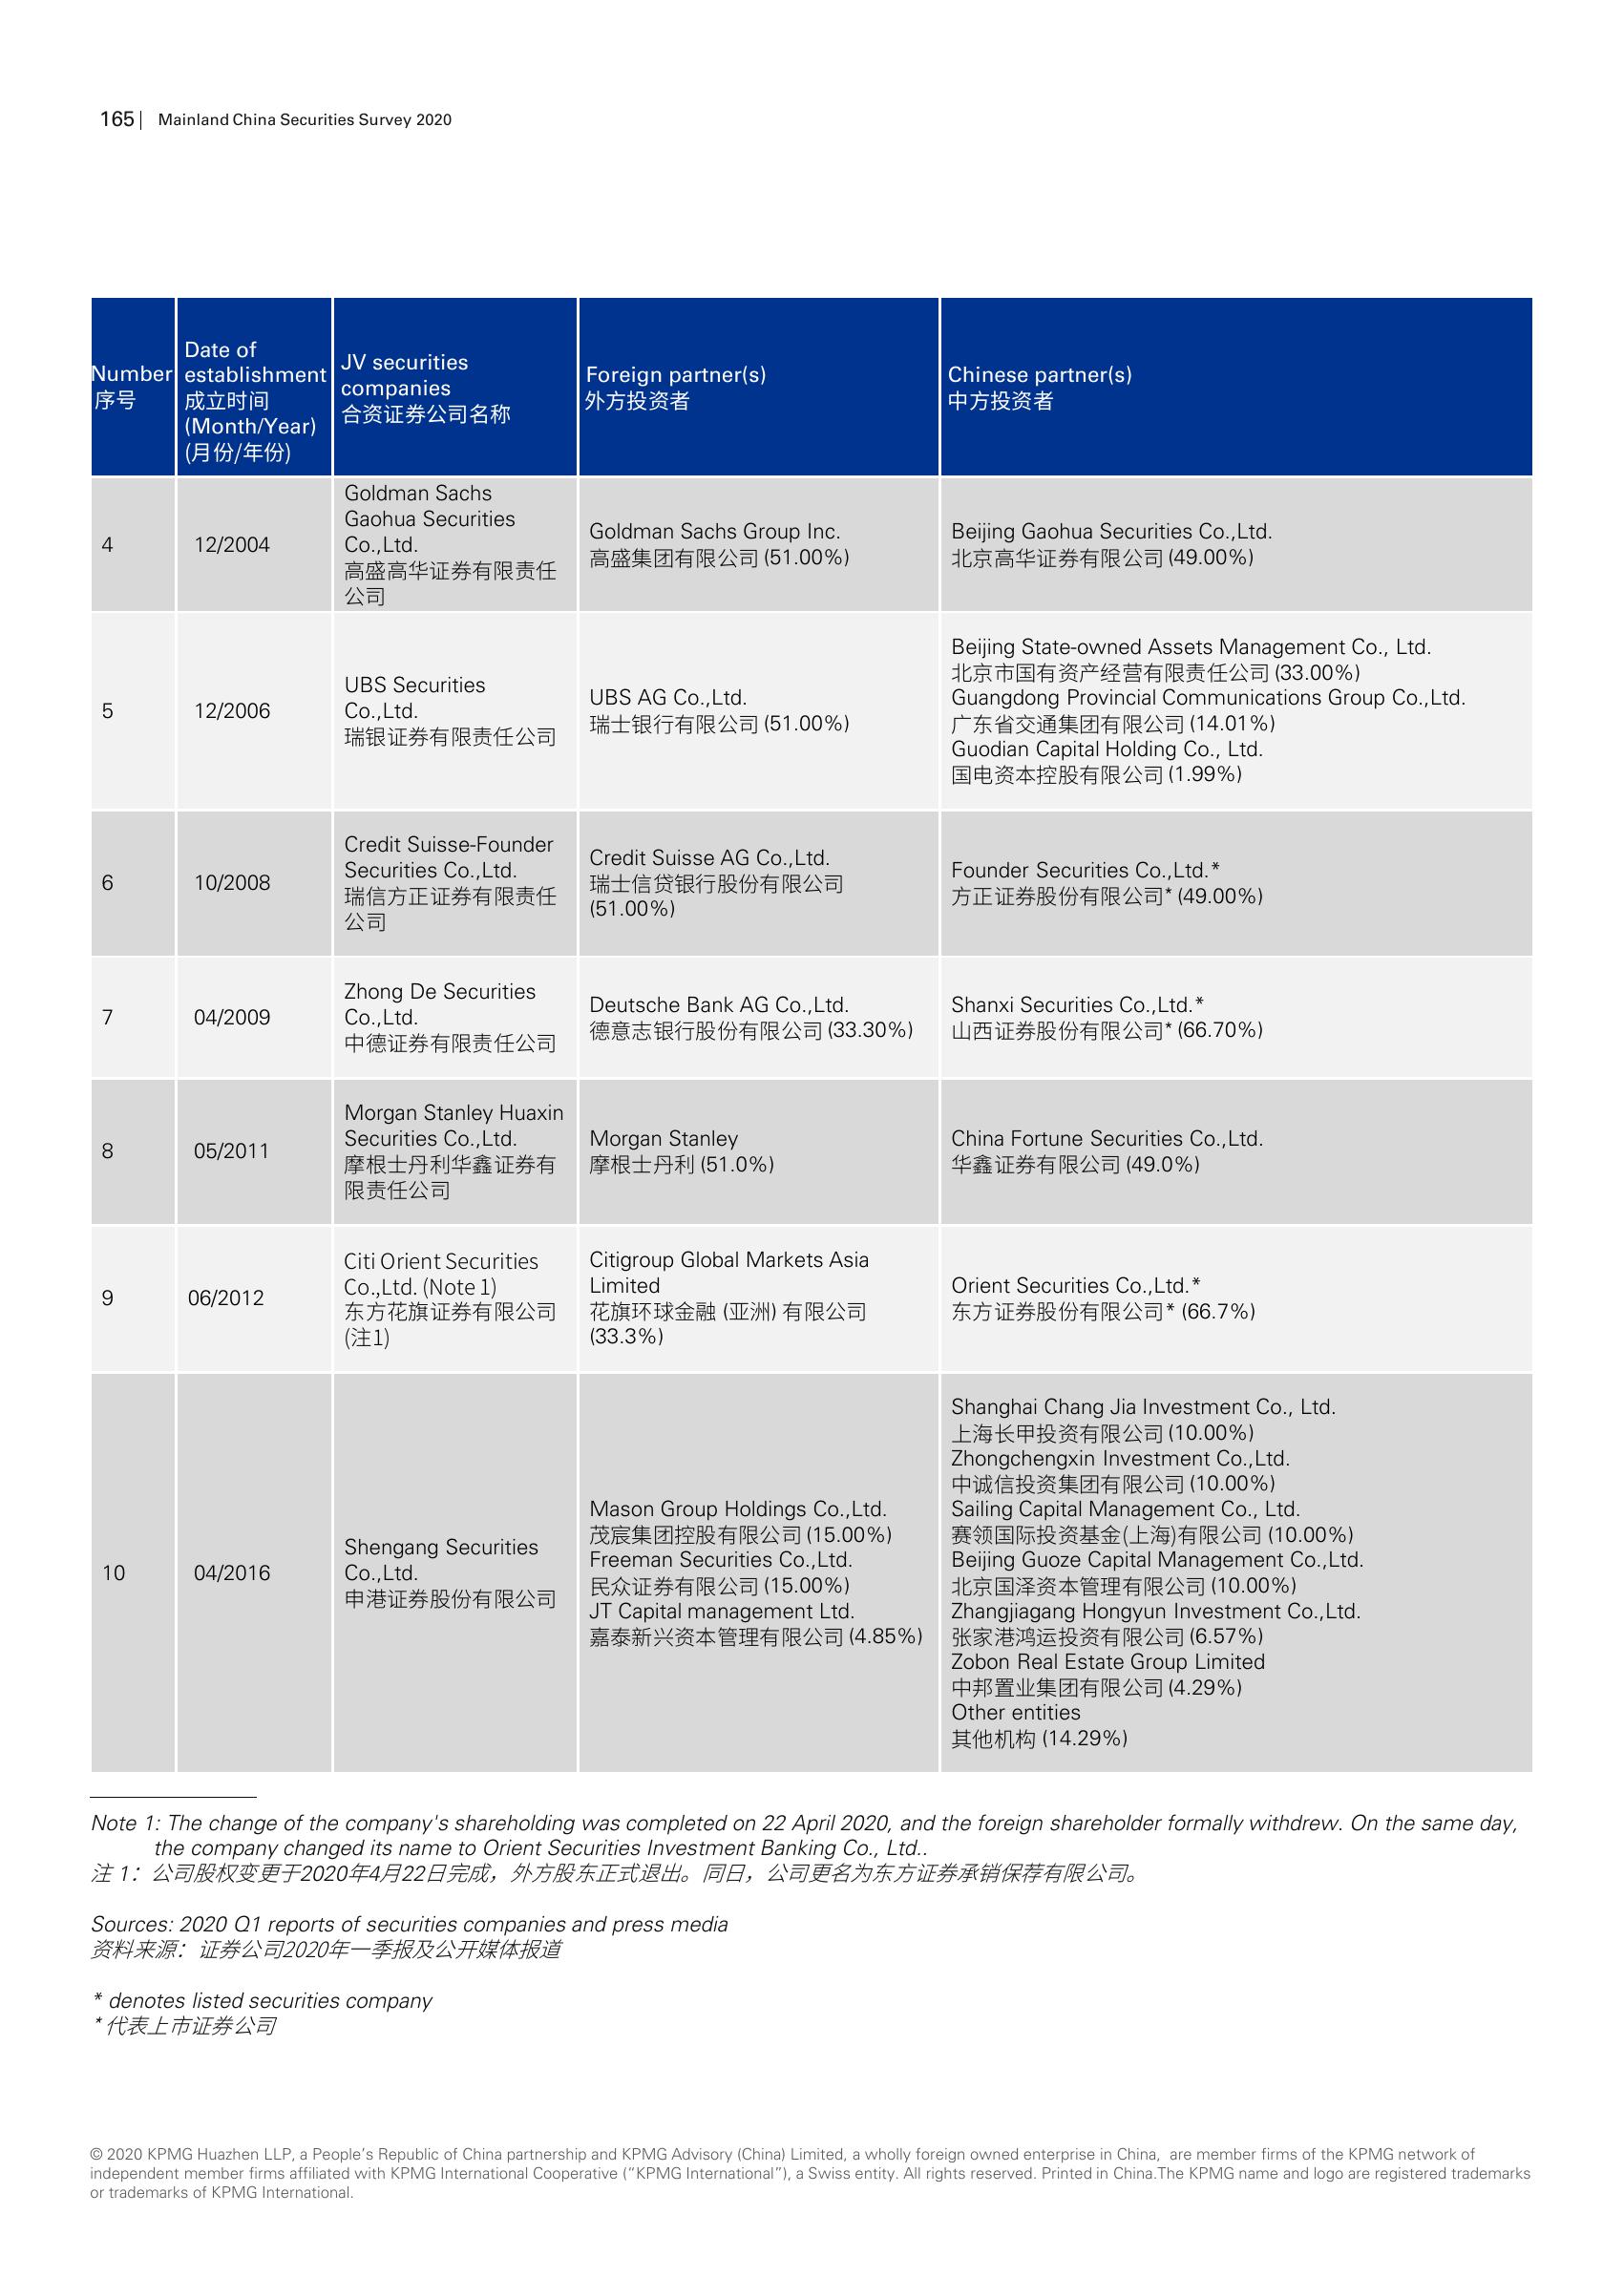 165 | Mainland China Securities Survey 2020
Number
序号
Date of
establishment
成立时间
(Month/Year)
(月份/年份)
JV securities
companies
合资证券公司名称
Foreign partner(s)
外方投资者
Chinese partner(s)
中方投资者
4
12/2004
Goldman Sachs
Gaohua Securities
Co.,Ltd.
高盛高华证券有限责任
公司
Goldman Sachs Group Inc.
高盛集团有限公司 (51.00%)
Beijing Gaohua Securities Co.,Ltd.
北京高华证券有限公司 (49.00%)
5
12/2006
UBS Securities
Co.,Ltd.
瑞银证券有限责任公司
UBS AG Co.,Ltd.
瑞士银行有限公司 (51.00%)
Beijing State-owned Assets Management Co., Ltd.
北京市国有资产经营有限责任公司 (33.00%)
Guangdong Provincial Communications Group Co.,Ltd.
广东省交通集团有限公司 (14.01%)
Guodian Capital Holding Co., Ltd.
国电资本控股有限公司 (1.99%)
6
10/2008
Credit Suisse-Founder
Securities Co.,Ltd.
瑞信方正证券有限责任
公司
Credit Suisse AG Co.,Ltd.
瑞士信贷银行股份有限公司
(51.00%)
Founder Securities Co.,Ltd.*
方正证券股份有限公司* (49.00%)
7
04/2009
Zhong De Securities
Co.,Ltd.
中德证券有限责任公司
Deutsche Bank AG Co.,Ltd.
德意志银行股份有限公司 (33.30%)
Shanxi Securities Co.,Ltd.*
山西证券股份有限公司* (66.70%)
8
05/2011
Morgan Stanley Huaxin
Securities Co.,Ltd.
摩根士丹利华鑫证券有
限责任公司
Morgan Stanley
摩根士丹利 (51.0%)
China Fortune Securities Co.,Ltd.
华鑫证券有限公司 (49.0%)
9
06/2012
Citi Orient Securities
Co.,Ltd. (Note 1)
东方花旗证券有限公司
(注1)
Citigroup Global Markets Asia
Limited
花旗环球金融 (亚洲) 有限公司
(33.3%)
Orient Securities Co.,Ltd.*
东方证券股份有限公司* (66.7%)
10
04/2016
Shengang Securities
Co.,Ltd.
申港证券股份有限公司
Mason Group Holdings Co.,Ltd.
茂宸集团控股有限公司 (15.00%)
Freeman Securities Co.,Ltd.
民众证券有限公司 (15.00%)
JT Capital management Ltd.
嘉泰新兴资本管理有限公司 (4.85%)
Shanghai Chang Jia Investment Co., Ltd.
上海长甲投资有限公司 (10.00%)
Zhongchengxin Investment Co.,Ltd.
中诚信投资集团有限公司 (10.00%)
Sailing Capital Management Co., Ltd.
赛领国际投资基金(上海)有限公司 (10.00%)
Beijing Guoze Capital Management Co.,Ltd.
北京国泽资本管理有限公司 (10.00%)
Zhangjiagang Hongyun Investment Co.,Ltd.
张家港鸿运投资有限公司 (6.57%)
Zobon Real Estate Group Limited
中邦置业集团有限公司 (4.29%)
Other entities
其他机构 (14.29%)
Note 1: The change of the company's shareholding was completed on 22 April 2020, and the foreign shareholder formally withdrew. On the same day,
the company changed its name to Orient Securities Investment Banking Co., Ltd..
注 1：公司股权变更于2020年4月22日完成，外方股东正式退出。同日，公司更名为东方证券承销保荐有限公司。
Sources: 2020 Q1 reports of securities companies and press media
资料来源：证券公司2020年一季报及公开媒体报道
* denotes listed securities company
* 代表上市证券公司
© 2020 KPMG Huazhen LLP, a People’s Republic of China partnership and KPMG Advisory (China) Limited, a wholly foreign owned enterprise in China, are member firms of the KPMG network of
independent member firms affiliated with KPMG International Cooperative (“KPMG International”), a Swiss entity. All rights reserved. Printed in China.The KPMG name and logo are registered trademarks
or trademarks of KPMG International.